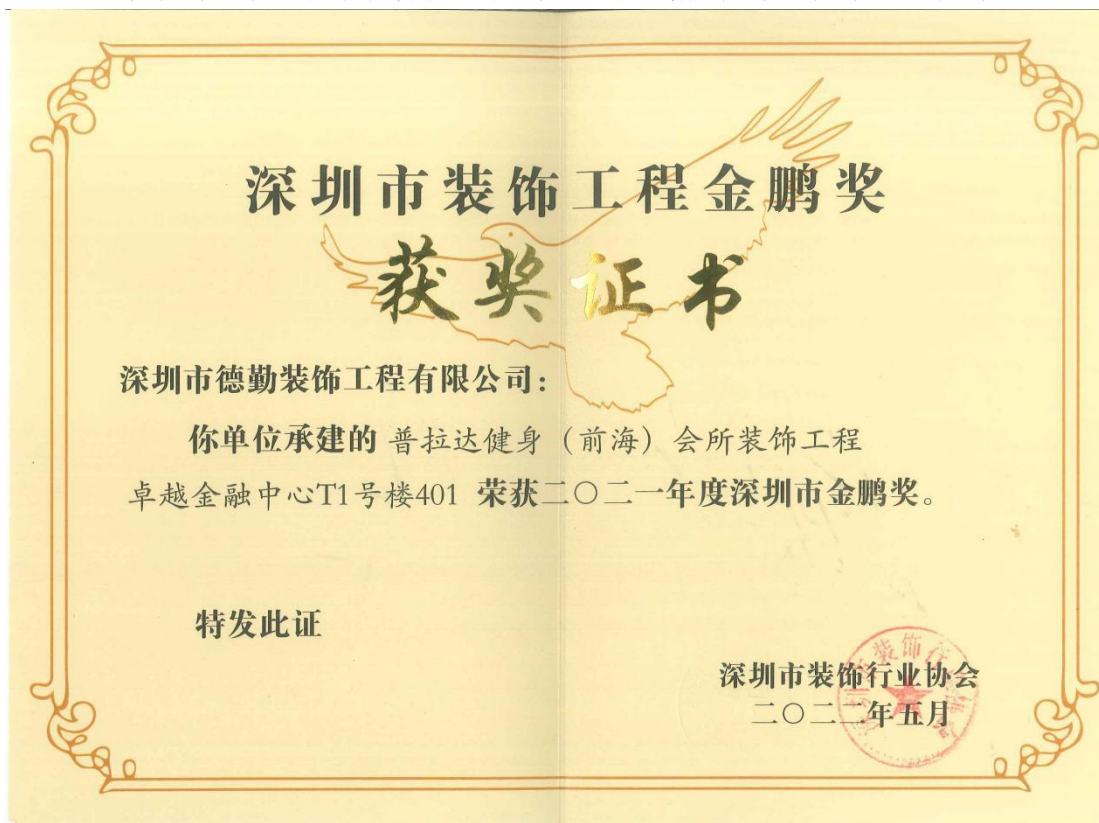 深圳市装饰工程金鹏奖
获奖证书
深圳市德勤装饰工程有限公司：
你单位承建的 普拉达健身（前海）会所装饰工程
卓越金融中心T1号楼401 荣获二〇二一年度深圳市金鹏奖。
特发此证
深圳市装饰行业协会
二〇二二年五月